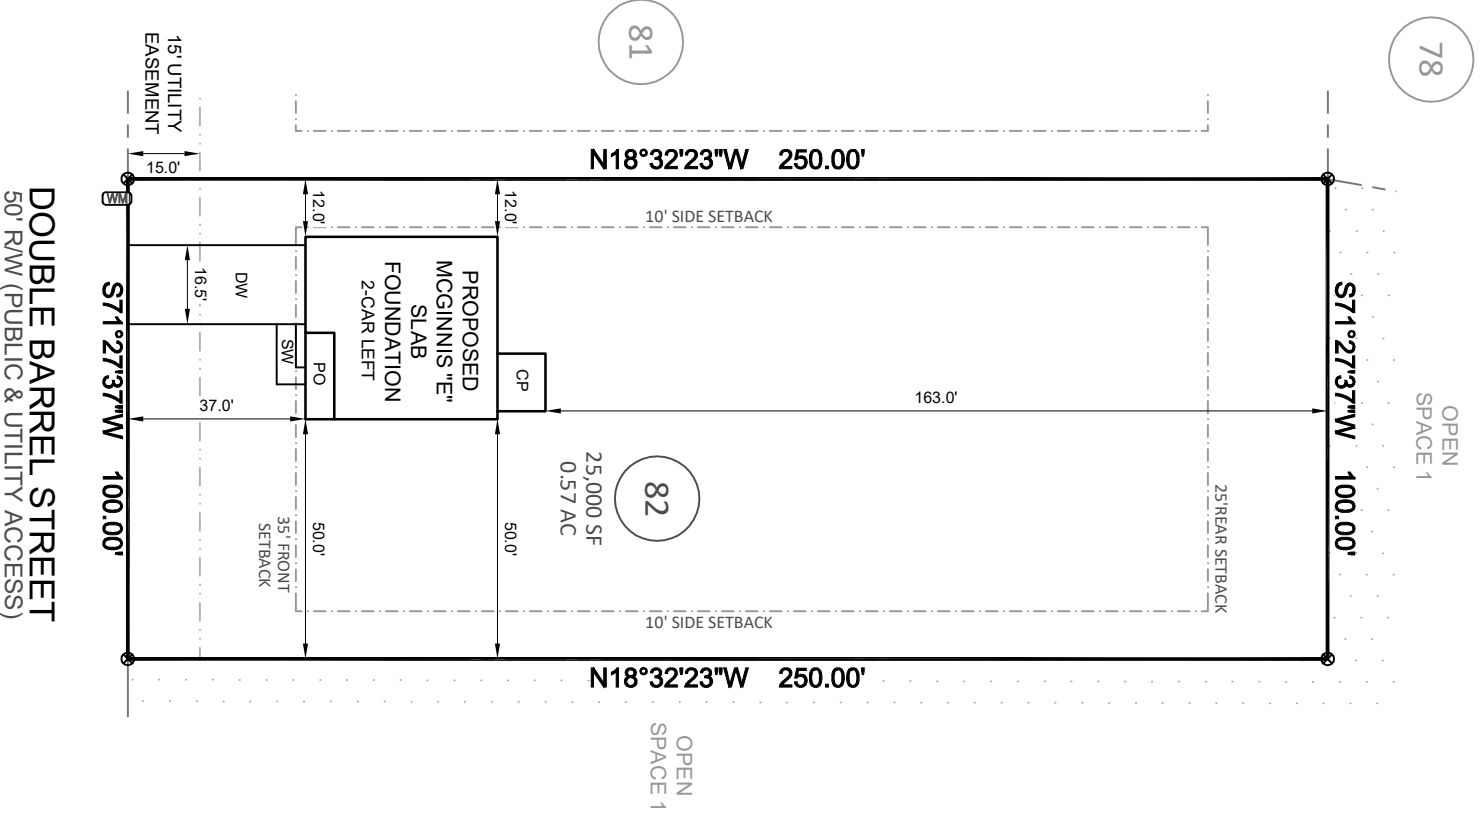 81
78
15' UTILITY
EASEMENT
15.0'
N18°32'23"W 250.00'
WM
12.0'
12.0'
10' SIDE SETBACK
DOUBLE BARREL STREET
50' R/W (PUBLIC & UTILITY ACCESS)
S71°27'37"W 100.00'
16.5'
DW
SW
PO
PROPOSED
MCGINNIS "E"
SLAB
FOUNDATION
2-CAR LEFT
CP
37.0'
163.0'
S71°27'37"W 100.00'
OPEN
SPACE 1
82
25,000 SF
0.57 AC
35' FRONT
SETBACK
50.0'
50.0'
25'REAR SETBACK
10' SIDE SETBACK
N18°32'23"W 250.00'
OPEN
SPACE 1